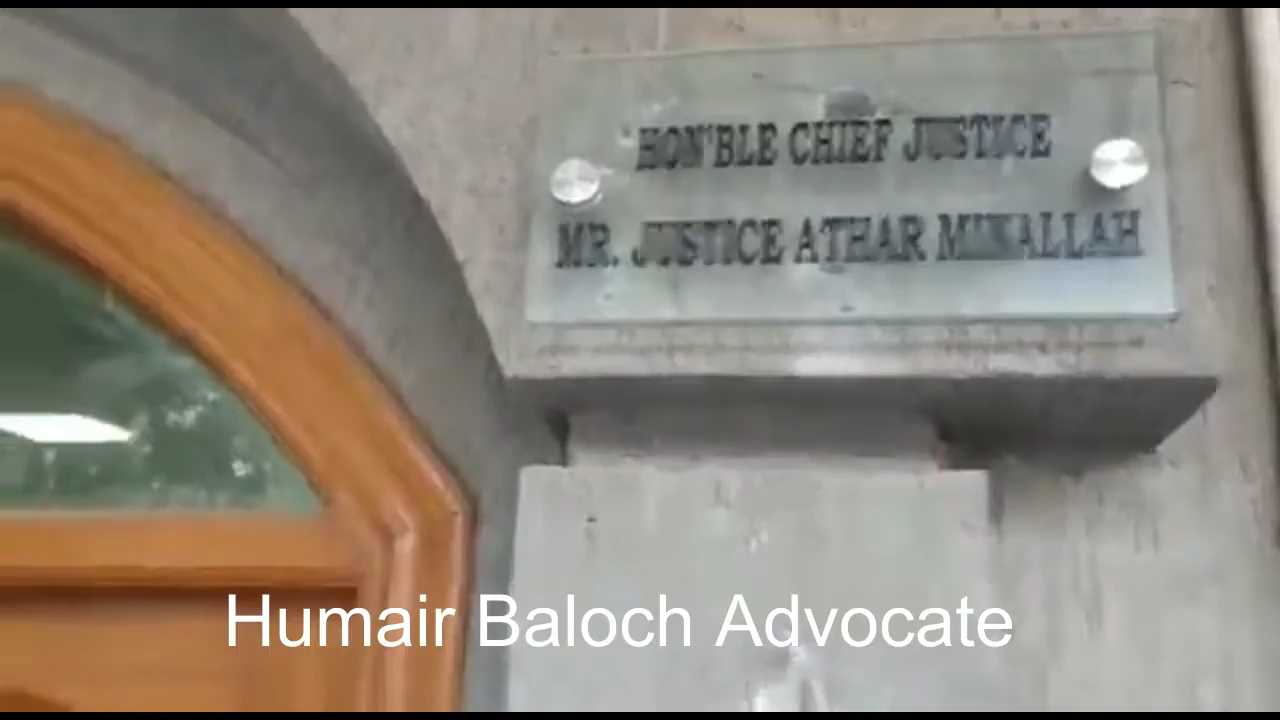 HON'BLE CHIEF JUSTICE
MR. JUSTICE ATHAR MINALLAH
Humair Baloch Advocate